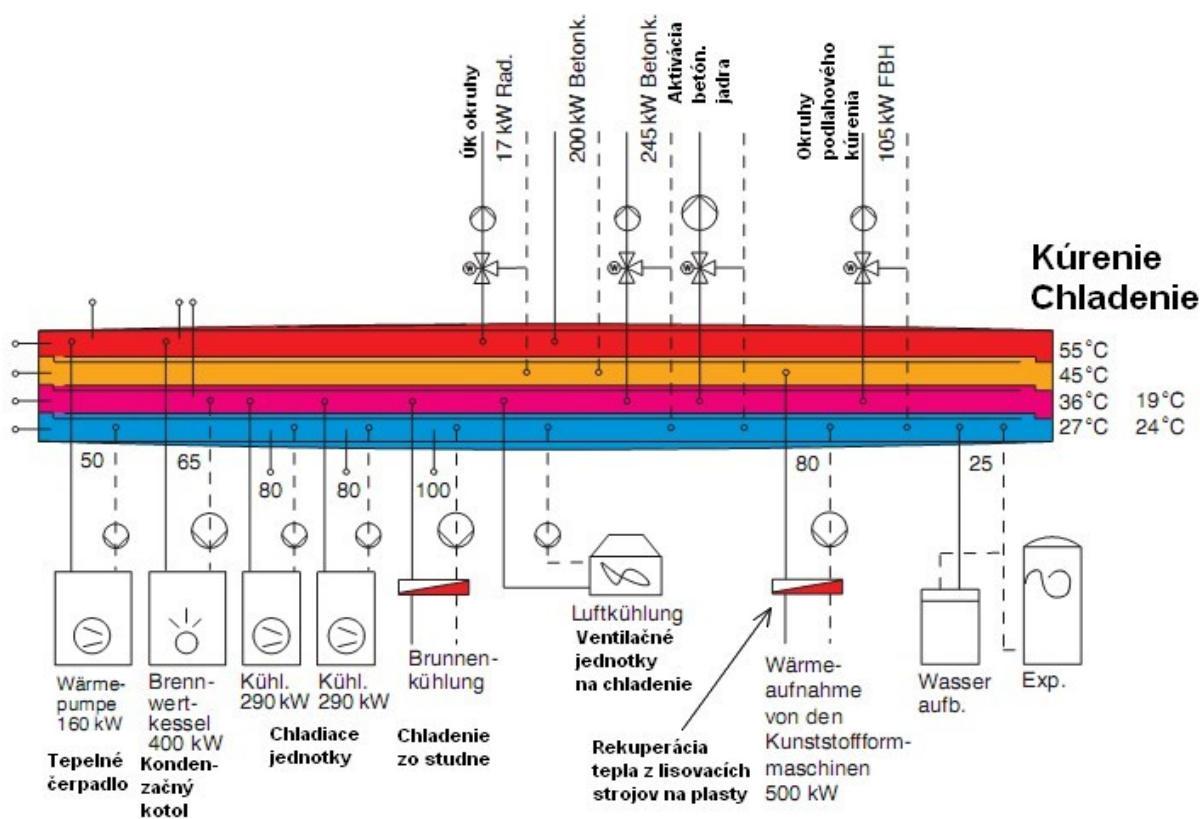 ÚK okruhy
17 kW Rad.
200 kW Betonk.
245 kW Betonk.
Aktivácia
betón.
jadra
Okruhy
podlahového
kúrenia
105 kW FBH
Kúrenie
Chladenie
55°C
45°C
36°C 19°C
27°C 24°C
50
65
80
80
100
80
25
W
W
W
W
Wärme-
pumpe
160 kW
Tepelné
čerpadlo
Brenn-
wert-
kessel
400 kW
Konden-
začný
kotol
Kühl.
290 kW
Kühl.
290 kW
Chladiace
jednotky
Brunnen-
kühlung
Chladenie
zo studne
Luftkühlung
Ventilačné
jednotky
na chladenie
Rekuperácia
tepla z lisovacích
strojov na plasty
Wärme-
aufnahme
von den
Kunststoffform-
maschinen
500 kW
Wasser
aufb.
Exp.